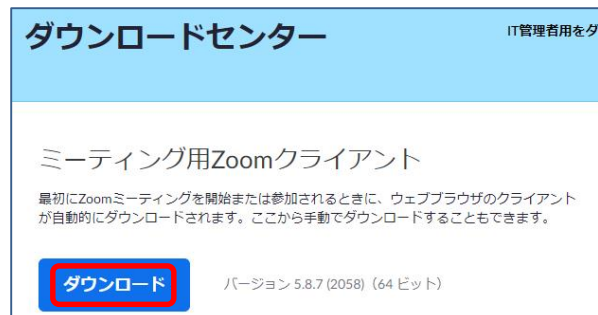 ダウンロードセンター
IT管理者用をダ
ミーティング用Zoomクライアント
最初にZoomミーティングを開始または参加されるときに、ウェブブラウザのクライアント
が自動的にダウンロードされます。ここから手動でダウンロードすることもできます。
ダウンロード
バージョン 5.8.7 (2058)（64 ビット）